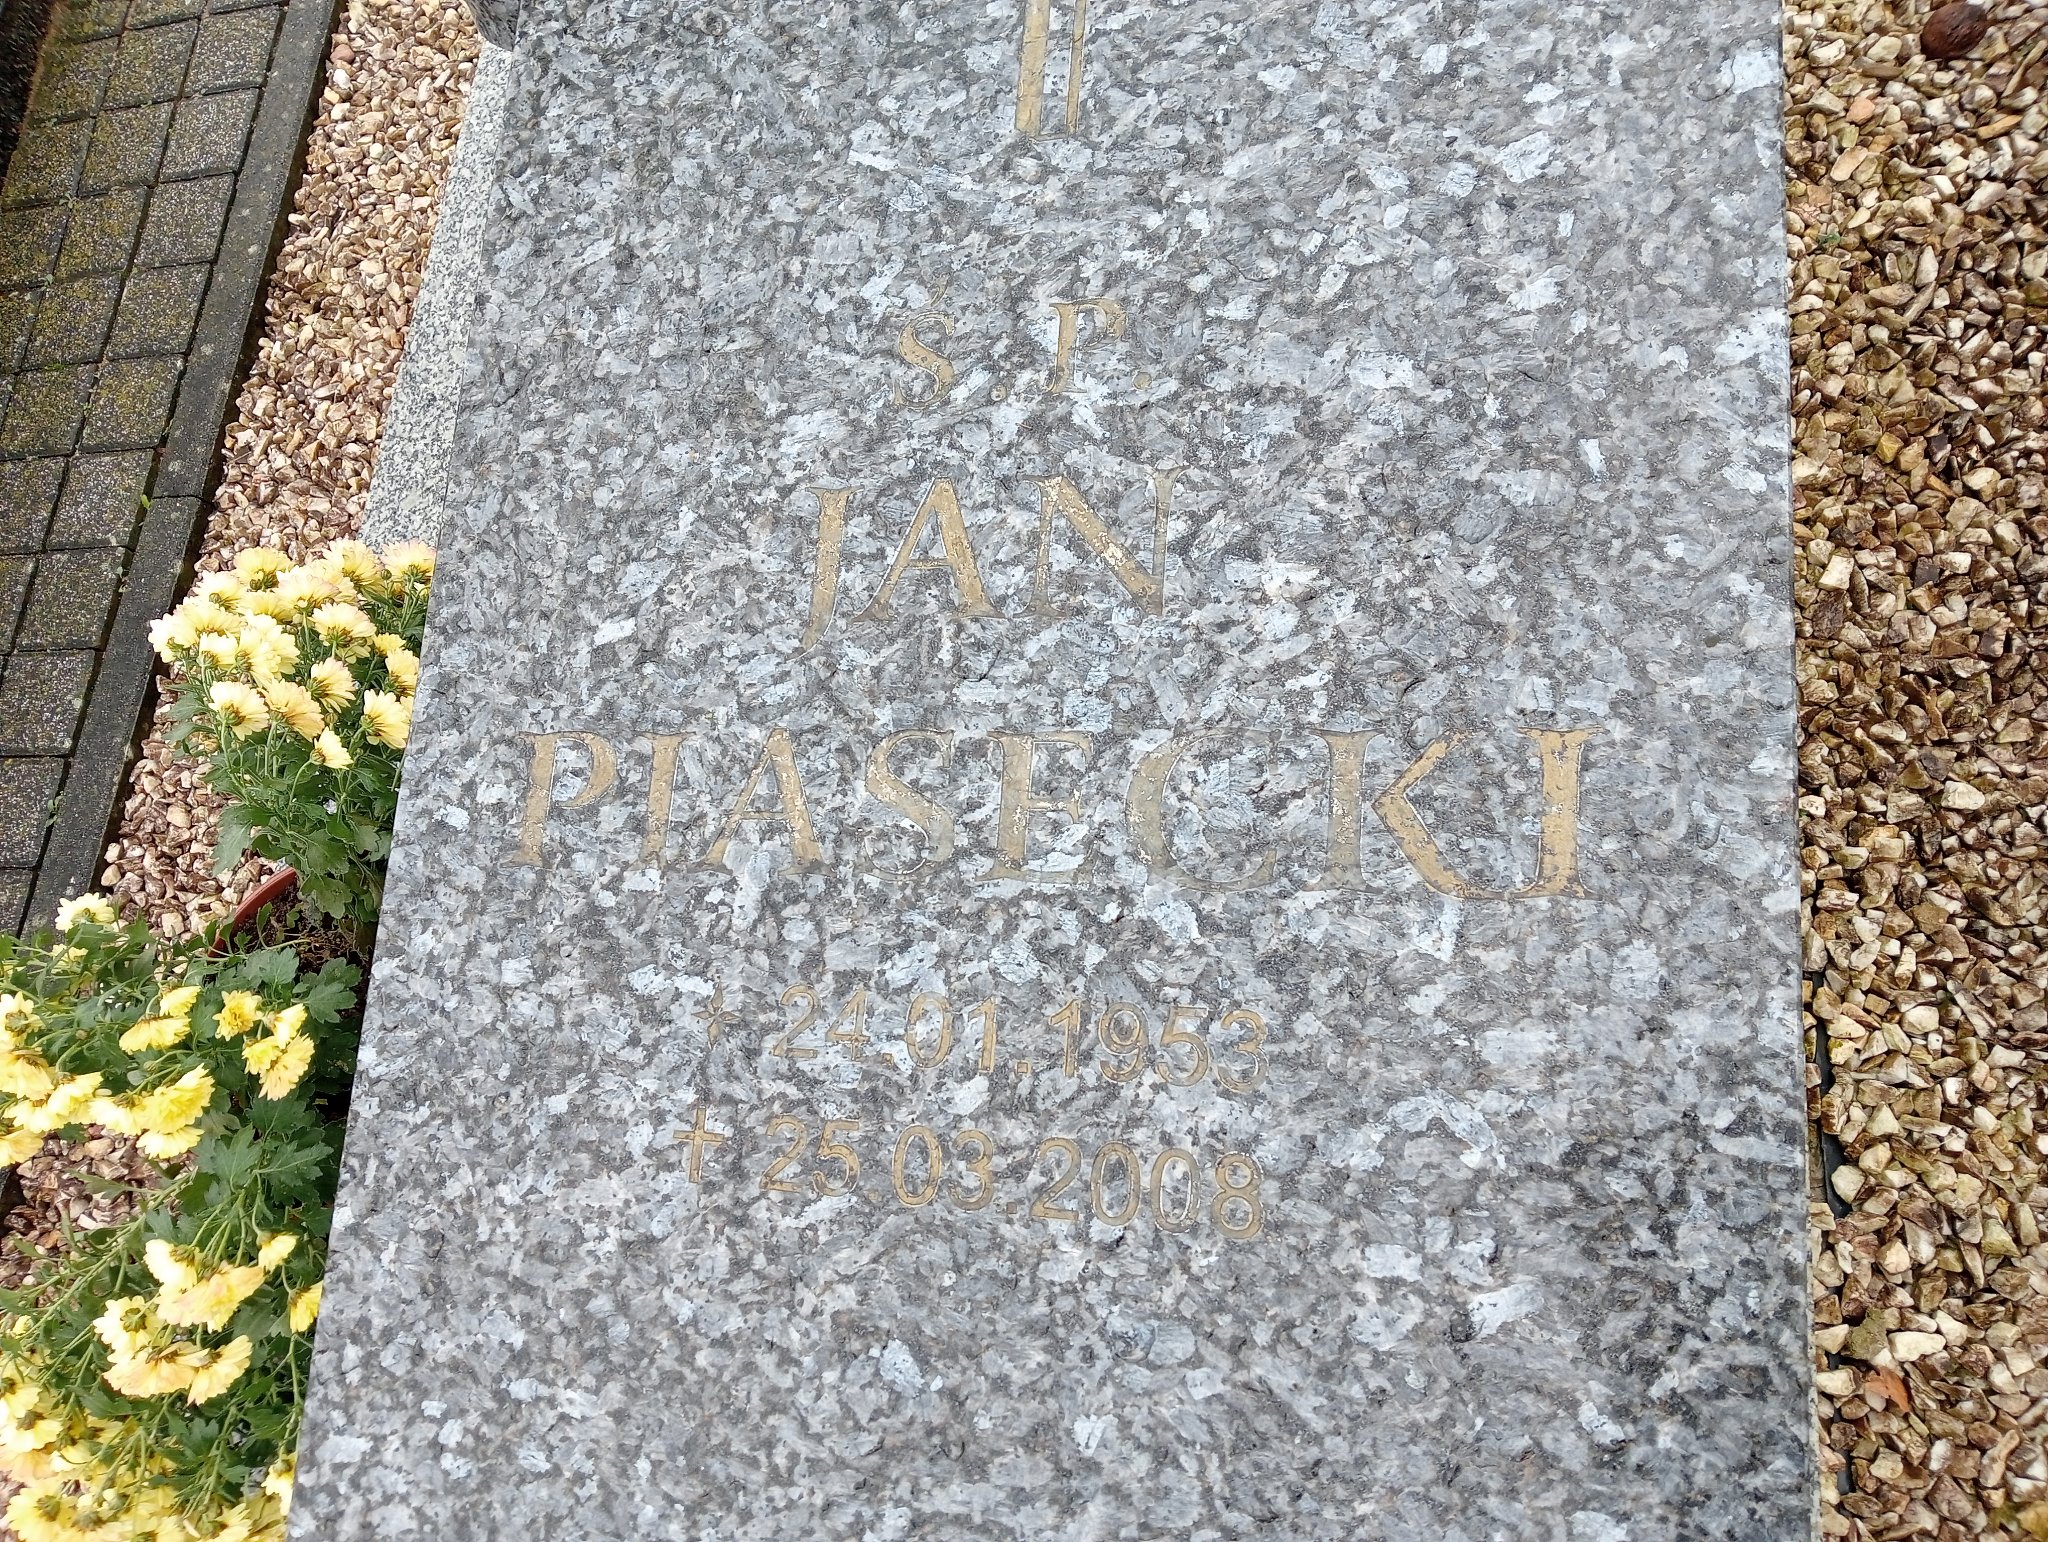 Ś.P.
JAN
PIASECKI
* 24.01.1953
✝ 25 03.2008